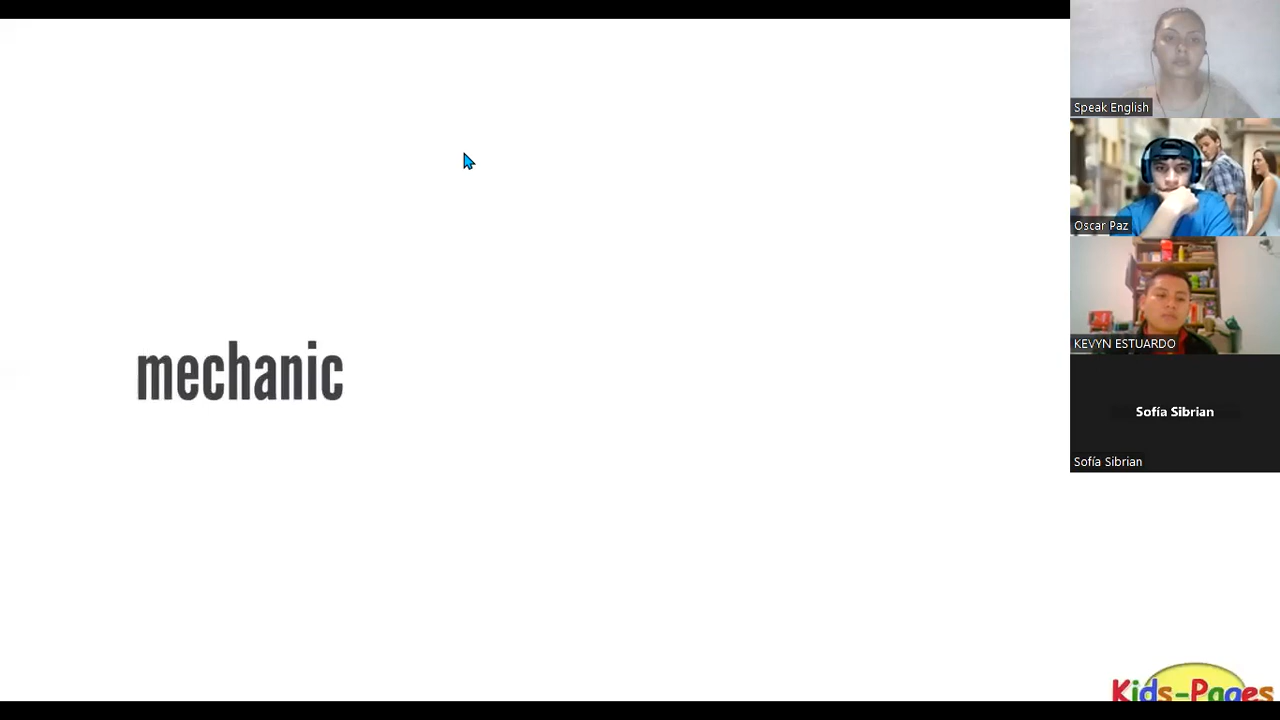 mechanic
Speak English
Oscar Paz
KEVYN ESTUARDO
Sofía Sibrian
Sofía Sibrian
Kids-Pages